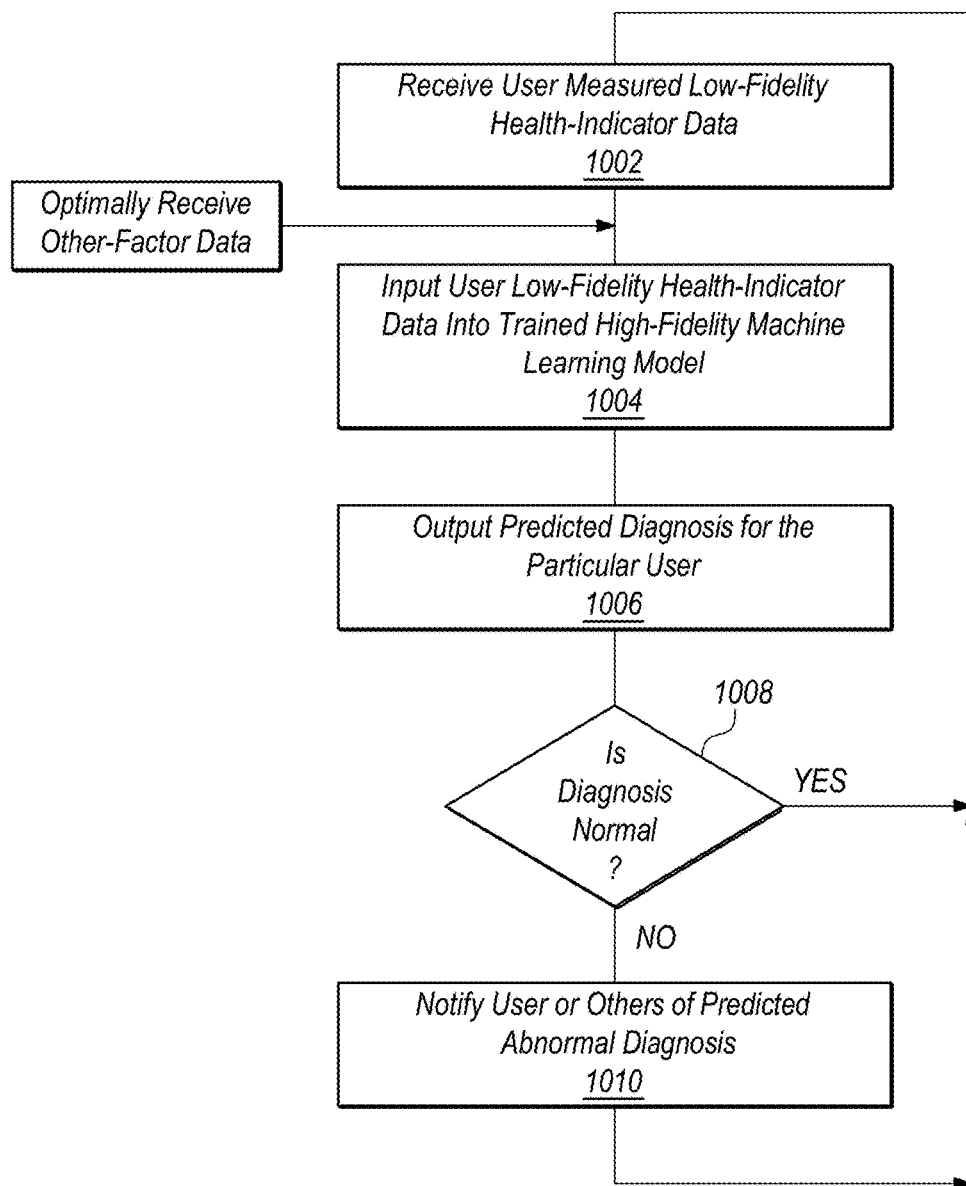 Receive User Measured Low-Fidelity
Health-Indicator Data
1002
Optimally Receive
Other-Factor Data
Input User Low-Fidelity Health-Indicator
Data Into Trained High-Fidelity Machine
Learning Model
1004
Output Predicted Diagnosis for the
Particular User
1006
1008
Is
Diagnosis
Normal
?
YES
NO
Notify User or Others of Predicted
Abnormal Diagnosis
1010